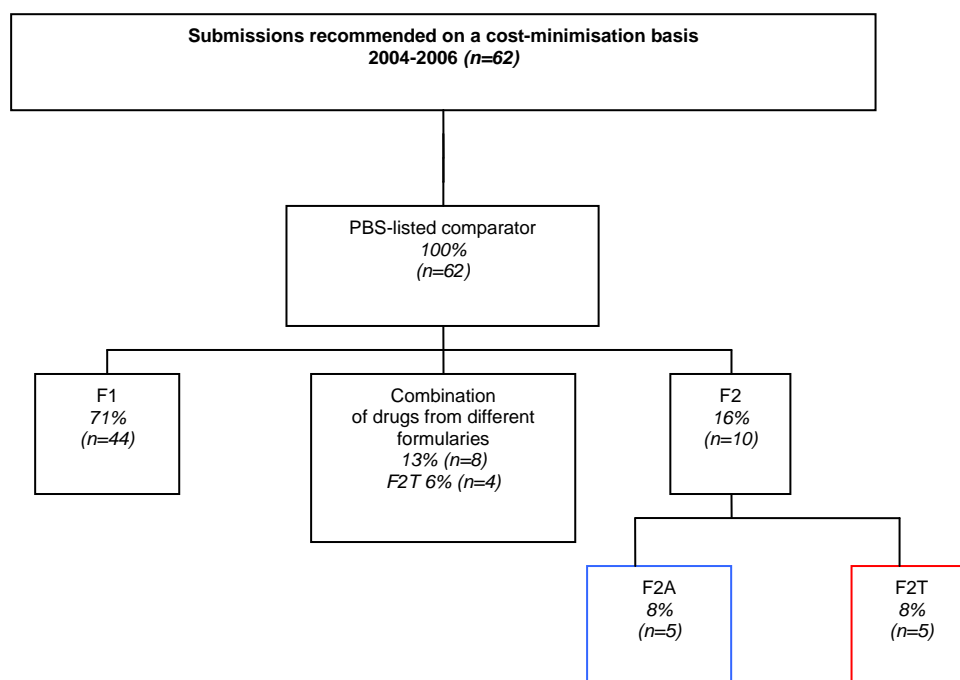 Submissions recommended on a cost-minimisation basis
2004-2006 (n=62)
PBS-listed comparator
100%
(n=62)
F1
71%
(n=44)
Combination
of drugs from different
formularies
13% (n=8)
F2T 6% (n=4)
F2
16%
(n=10)
F2A
8%
(n=5)
F2T
8%
(n=5)